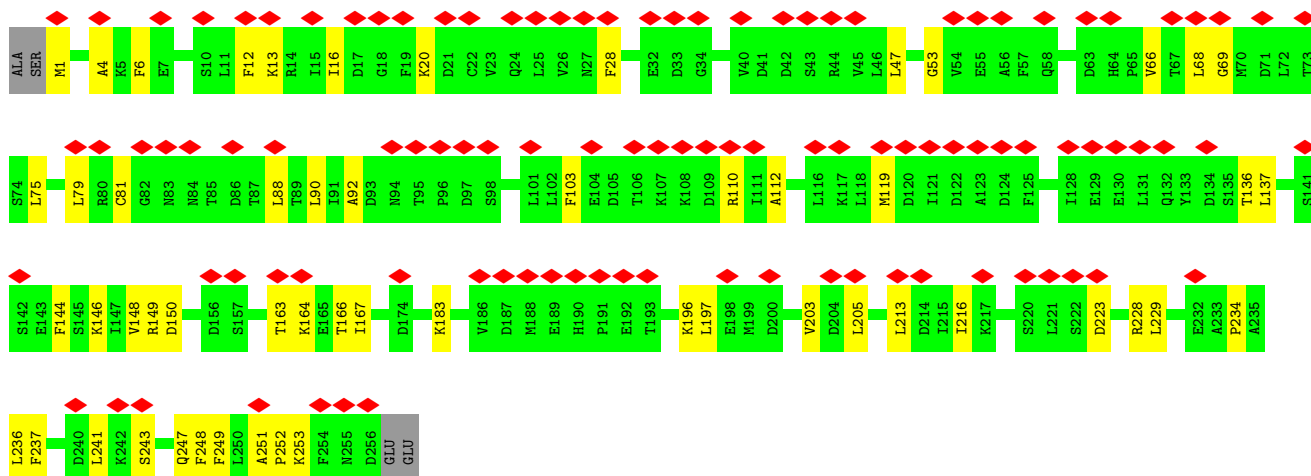 ALA SER M1 A4 K5 F6 E7 S10 L11 F12 K13 R14 I15 I16 D17 G18 F19 K20 D21 C22 V23 Q24 L25 V26 N27 F28 E32 D33 G34 V40 D41 D42 S43 R44 V45 L46 L47 G53 V54 E55 A56 F57 Q58 D63 H64 P65 V66 T67 L68 G69 M70 D71 L72 T73
S74 L75 L79 R80 C81 G82 N83 N84 T85 D86 T87 L88 T89 L90 I91 A92 D93 N94 T95 P96 D97 S98 L101 L102 F103 E104 D105 T106 K107 K108 D109 R110 I111 A112 L116 K117 L118 M119 D120 I121 D122 A123 D124 F125 I128 E129 E130 L131 Q132 Y133 D134 S135 T136 L137 S141
S142 E143 F144 S145 K146 I147 V148 R149 D150 D156 S157 T163 K164 E165 T166 I167 D174 K183 V186 D187 M188 E189 H190 P191 E192 T193 K196 L197 E198 M199 D200 V203 D204 L205 L213 D214 I215 I216 K217 S220 L221 S222 D223 R228 L229 E232 A233 P234 A235
L236 F237 D240 L241 K242 S243 Q247 F248 F249 L250 A251 P252 K253 F254 N255 D256 GLU GLU